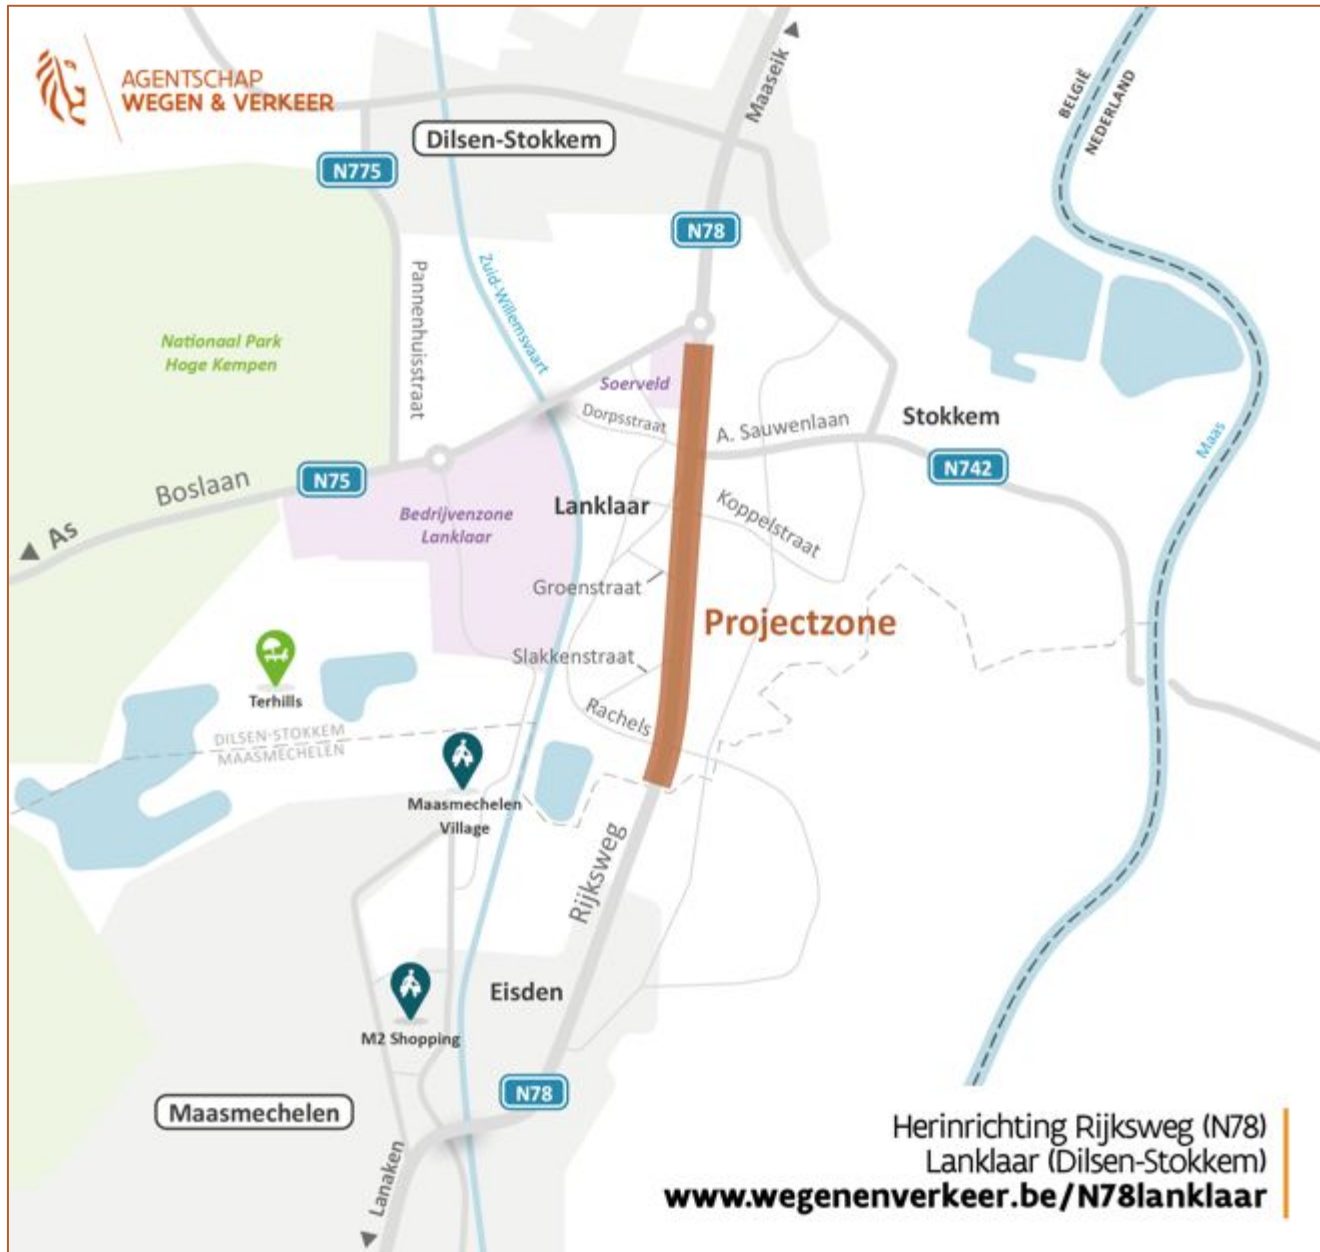 AGENTSCHAP
WEGEN & VERKEER
Maaseik
BELGIË
NEDERLAND
Dilsen-Stokkem
N775
N78
Pannenhuisstraat
Zuid-Willemsvaart
Nationaal Park
Hoge Kempen
Soerveld
Dorpsstraat
A. Sauwenlaan
Stokkem
Maas
N742
Boslaan
N75
As
Bedrijvenzone
Lanklaar
Lanklaar
Koppelstraat
Groenstraat
Projectzone
Slakkenstraat
Terhills
Rachels
DILSEN-STOKKEM
MAASMECHELEN
Maasmechelen
Village
Rijksweg
Eisden
M2 Shopping
N78
Maasmechelen
Lanaken
Herinrichting Rijksweg (N78)
Lanklaar (Dilsen-Stokkem)
www.wegenenverkeer.be/N78lanklaar